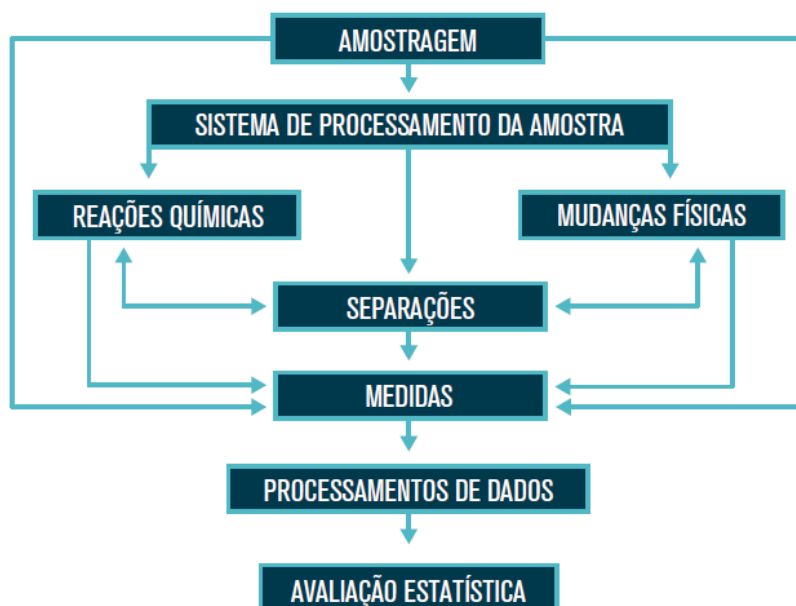 AMOSTRAGEM
SISTEMA DE PROCESSAMENTO DA AMOSTRA
REAÇÕES QUÍMICAS
MUDANÇAS FÍSICAS
SEPARAÇÕES
MEDIDAS
PROCESSAMENTOS DE DADOS
AVALIAÇÃO ESTATÍSTICA